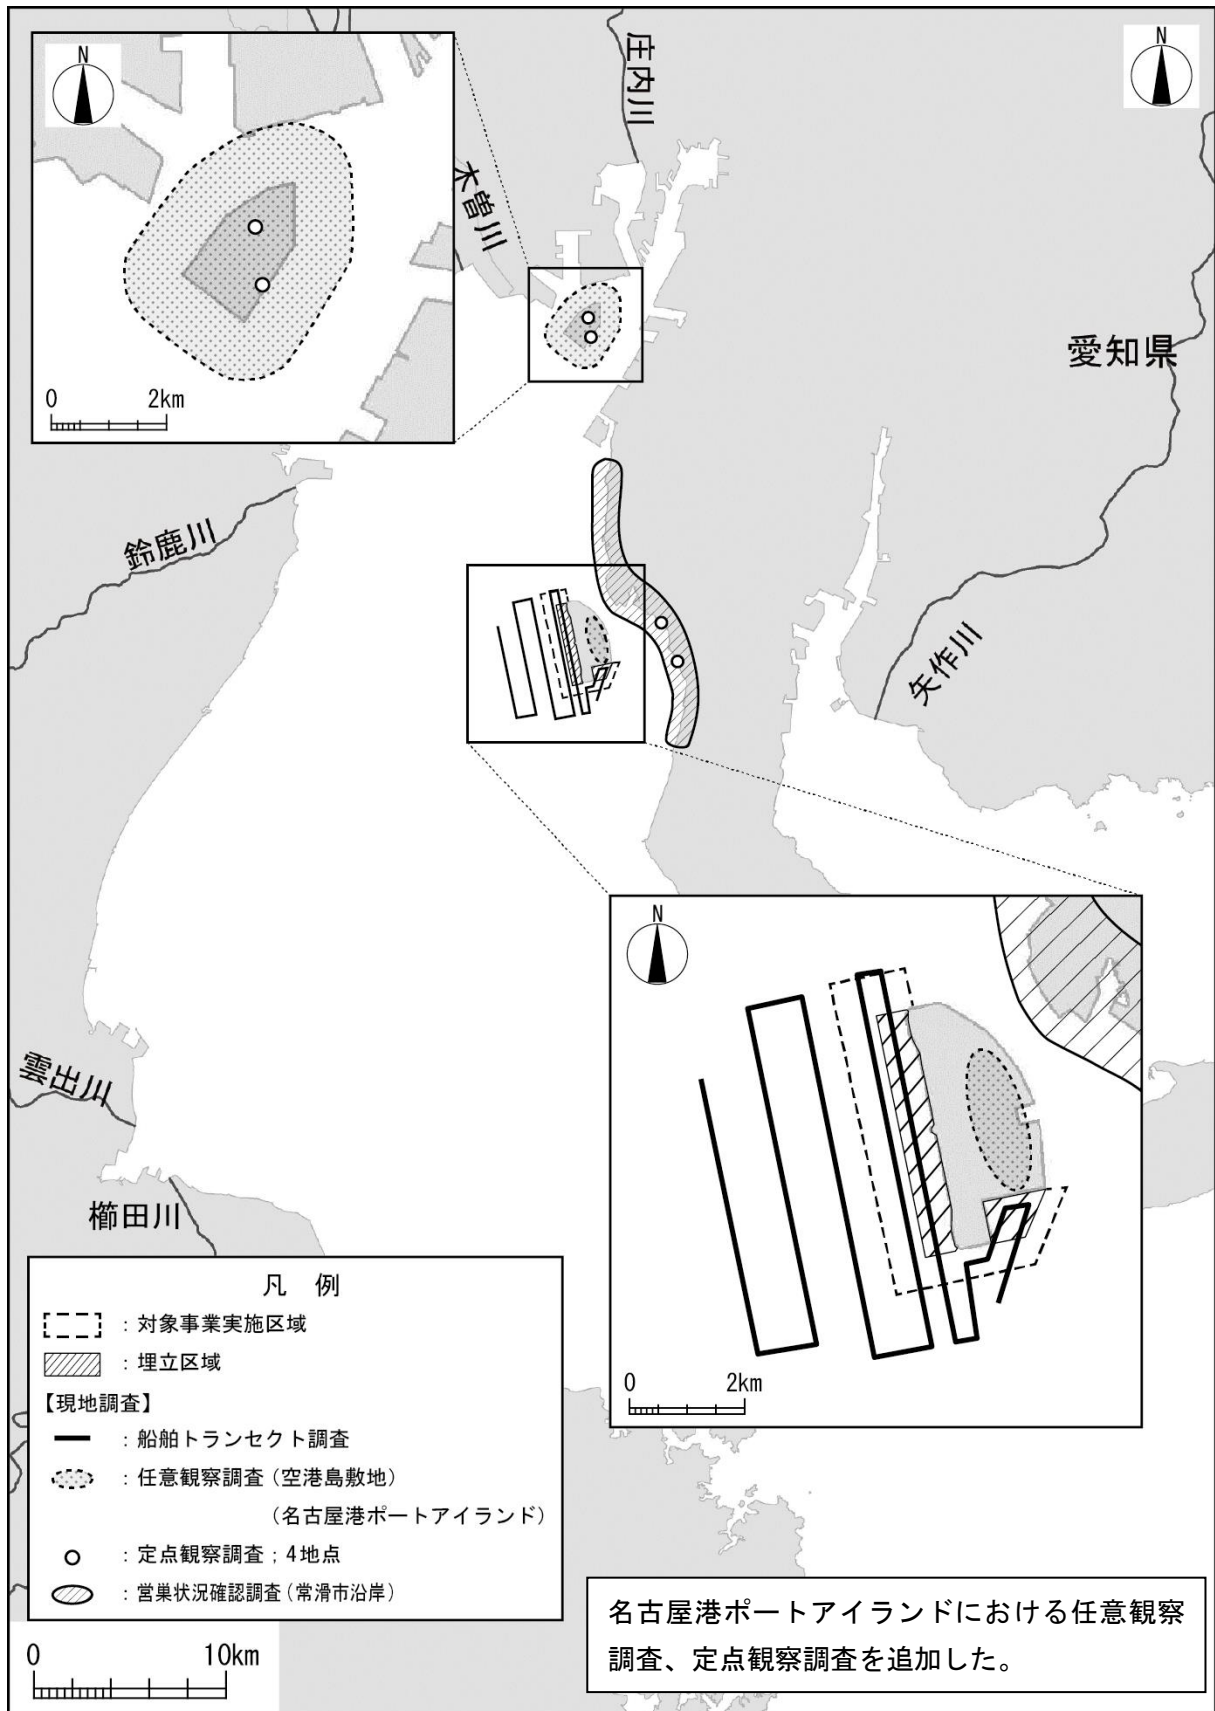 N
N
庄内川
木曽川
0 2km
愛知県
鈴鹿川
矢作川
N
雲出川
櫛田川
0 2km
凡 例
：対象事業実施区域
：埋立区域
【現地調査】
：船舶トランセクト調査
：任意観察調査（空港島敷地）
（名古屋港ポートアイランド）
：定点観察調査；4地点
：営巣状況確認調査（常滑市沿岸）
0 10km
名古屋港ポートアイランドにおける任意観察
調査、定点観察調査を追加した。